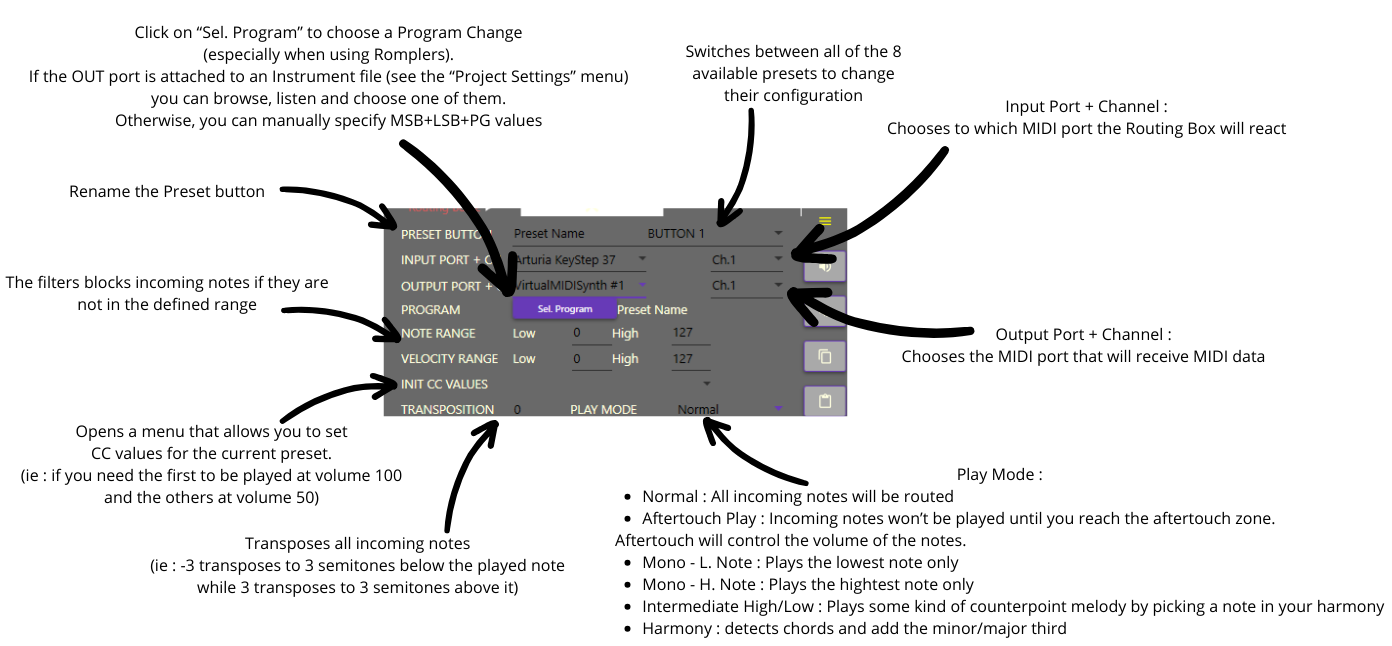 Click on “Sel. Program” to choose a Program Change
(especially when using Romplers).
If the OUT port is attached to an Instrument file (see the “Project Settings” menu)
you can browse, listen and choose one of them.
Otherwise, you can manually specify MSB+LSB+PG values
Switches between all of the 8
available presets to change
their configuration
Input Port + Channel :
Chooses to which MIDI port the Routing Box will react
Rename the Preset button
PRESET BUTTO
Preset Name
BUTTON 1
INPUT PORT + C
Arturia KeyStep 37
Ch.1
OUTPUT PORT +
VirtualMIDISynth #1
Ch.1
PROGRAM
Sel. Program
Preset Name
NOTE RANGE
Low
0
High
127
VELOCITY RANGE
Low
0
High
127
INIT CC VALUES
TRANSPOSITION
0
PLAY MODE
Normal
The filters blocks incoming notes if they are
not in the defined range
Output Port + Channel :
Chooses the MIDI port that will receive MIDI data
Opens a menu that allows you to set
CC values for the current preset.
(ie : if you need the first to be played at volume 100
and the others at volume 50)
Transposes all incoming notes
(ie : -3 transposes to 3 semitones below the played note
while 3 transposes to 3 semitones above it)
Play Mode :
• Normal : All incoming notes will be routed
• Aftertouch Play : Incoming notes won’t be played until you reach the aftertouch zone.
Aftertouch will control the volume of the notes.
• Mono - L. Note : Plays the lowest note only
• Mono - H. Note : Plays the hightest note only
• Intermediate High/Low : Plays some kind of counterpoint melody by picking a note in your harmony
• Harmony : detects chords and add the minor/major third